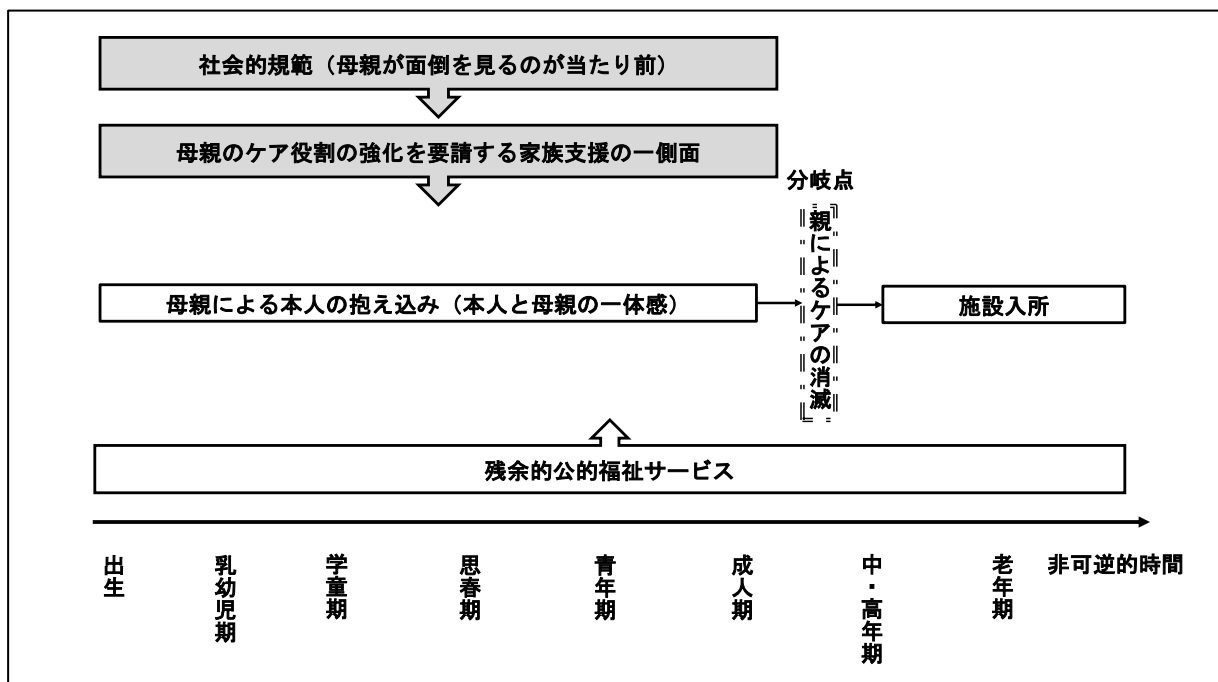 社会的規範（母親が面倒を見るのが当たり前）
母親のケア役割の強化を要請する家族支援の一側面
分岐点
親によるケアの消滅
母親による本人の抱え込み（本人と母親の一体感）
施設入所
残余的公的福祉サービス
出生
乳幼児期
学童期
思春期
青年期
成人期
中・高年期
老年期
非可逆的時間